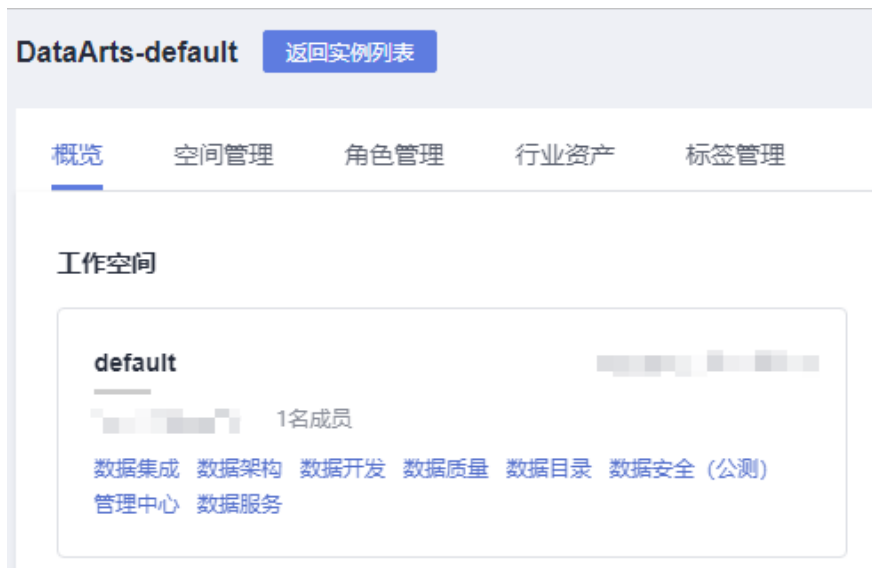 DataArts-default 返回实例列表
概览 空间管理 角色管理 行业资产 标签管理
工作空间
default
1名成员
数据集成 数据架构 数据开发 数据质量 数据目录 数据安全（公测）
管理中心 数据服务